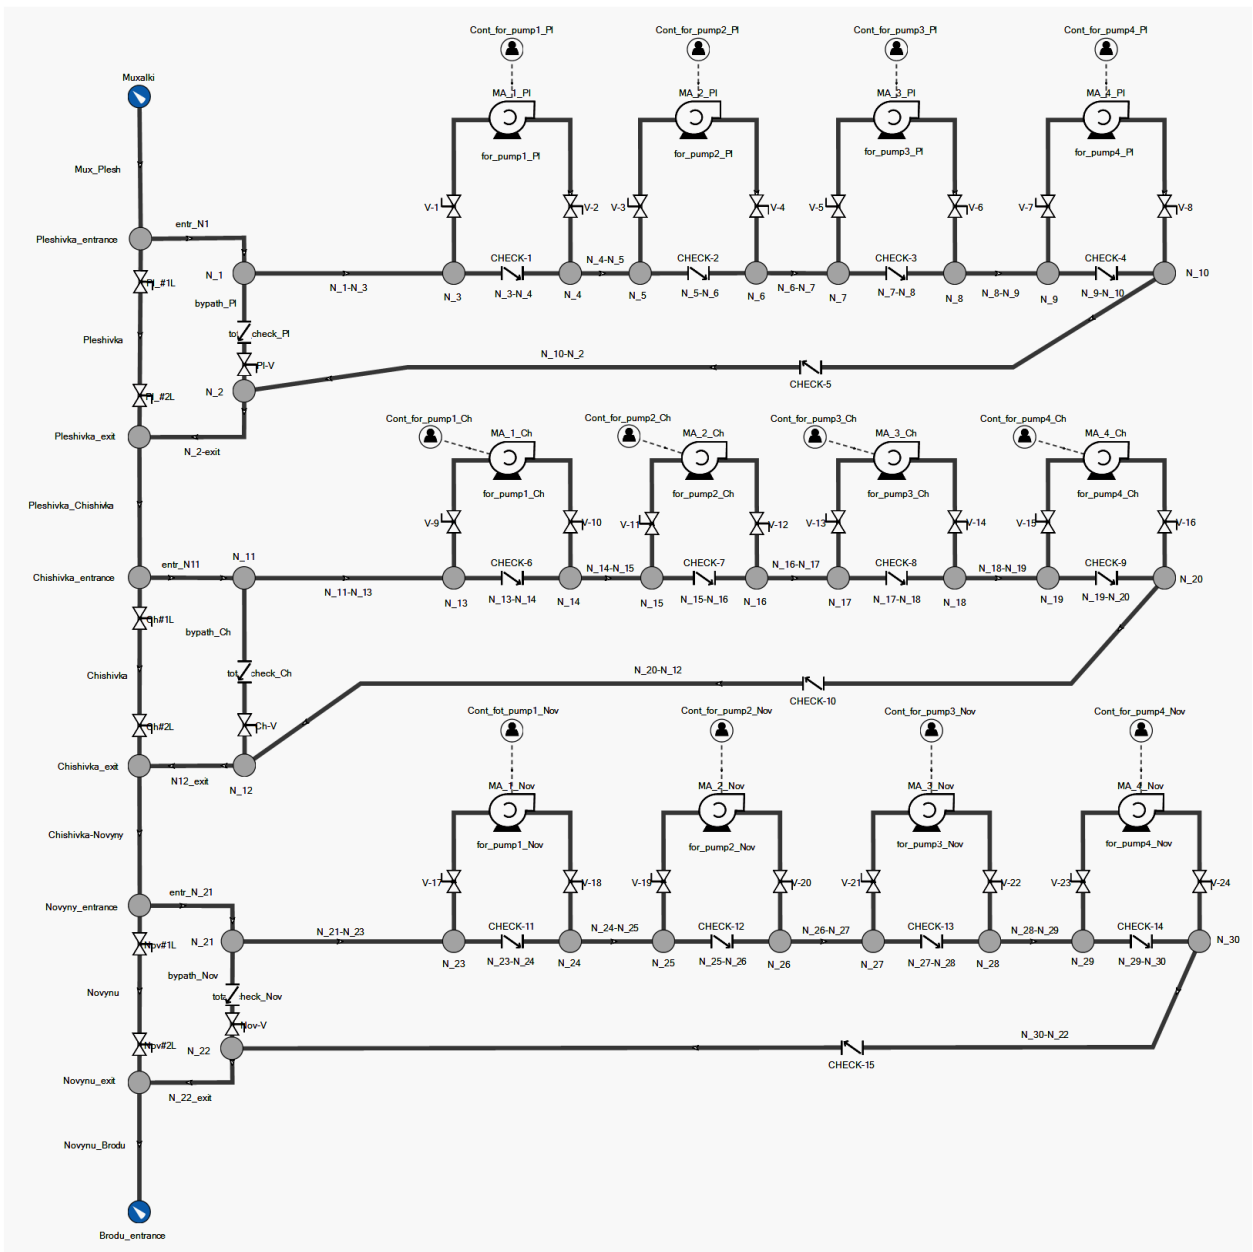 Cont_for_pump1_Pl
Cont_for_pump2_Pl
Cont_for_pump3_Pl
Cont_for_pump4_Pl
Muxalki
MA_1_Pl
MA_2_Pl
MA_3_Pl
MA_4_Pl
for_pump1_Pl
for_pump2_Pl
for_pump3_Pl
for_pump4_Pl
Mux_Plesh
V-1
V-2
V-3
V-4
V-5
V-6
V-7
V-8
entr_N1
Pleshivka_entrance
N_1
CHECK-1
N_4-N_5
CHECK-2
CHECK-3
CHECK-4
N_10
Pl_#1L
N_1-N_3
N_3
N_3-N_4
N_4
N_5
N_5-N_6
N_6
N_6-N_7
N_7
N_7-N_8
N_8
N_8-N_9
N_9
N_9-N_10
bypath_Pl
check_Pl
Pleshivka
Pl-V
N_10-N_2
CHECK-5
Pl_#2L
N_2
Pleshivka_exit
N_2-exit
Cont_for_pump1_Ch
Cont_for_pump2_Ch
Cont_for_pump3_Ch
Cont_for_pump4_Ch
MA_1_Ch
MA_2_Ch
MA_3_Ch
MA_4_Ch
for_pump1_Ch
for_pump2_Ch
for_pump3_Ch
for_pump4_Ch
Pleshivka_Chishivka
V-9
V-10
V-11
V-12
V-13
V-14
V-15
V-16
N_11
entr_N11
Chishivka_entrance
CHECK-6
N_14-N_15
CHECK-7
N_16-N_17
CHECK-8
N_18-N_19
CHECK-9
N_20
N_11-N_13
N_13
N_13-N_14
N_14
N_15
N_15-N_16
N_16
N_17
N_17-N_18
N_18
N_19
N_19-N_20
Ch#1L
bypath_Ch
Chishivka
check_Ch
N_20-N_12
CHECK-10
Ch#2L
Ch-V
Chishivka_exit
N12_exit
N_12
Cont_fot_pump1_Nov
Cont_for_pump2_Nov
Cont_for_pump3_Nov
Cont_for_pump4_Nov
MA_1_Nov
MA_2_Nov
MA_3_Nov
MA_4_Nov
for_pump1_Nov
for_pump2_Nov
for_pump3_Nov
for_pump4_Nov
Chishivka-Novyny
V-17
V-18
V-19
V-20
V-21
V-22
V-23
V-24
entr_N_21
Novyny_entrance
N_21
N_21-N_23
CHECK-11
N_24-N_25
CHECK-12
N_26-N_27
CHECK-13
N_28-N_29
CHECK-14
N_30
Nov#1L
N_23
N_23-N_24
N_24
N_25
N_25-N_26
N_26
N_27
N_27-N_28
N_28
N_29
N_29-N_30
bypath_Nov
Novynu
check_Nov
Nov-V
N_30-N_22
CHECK-15
Nov#2L
N_22
Novynu_exit
N_22_exit
Novynu_Brodu
Brodu_entrance